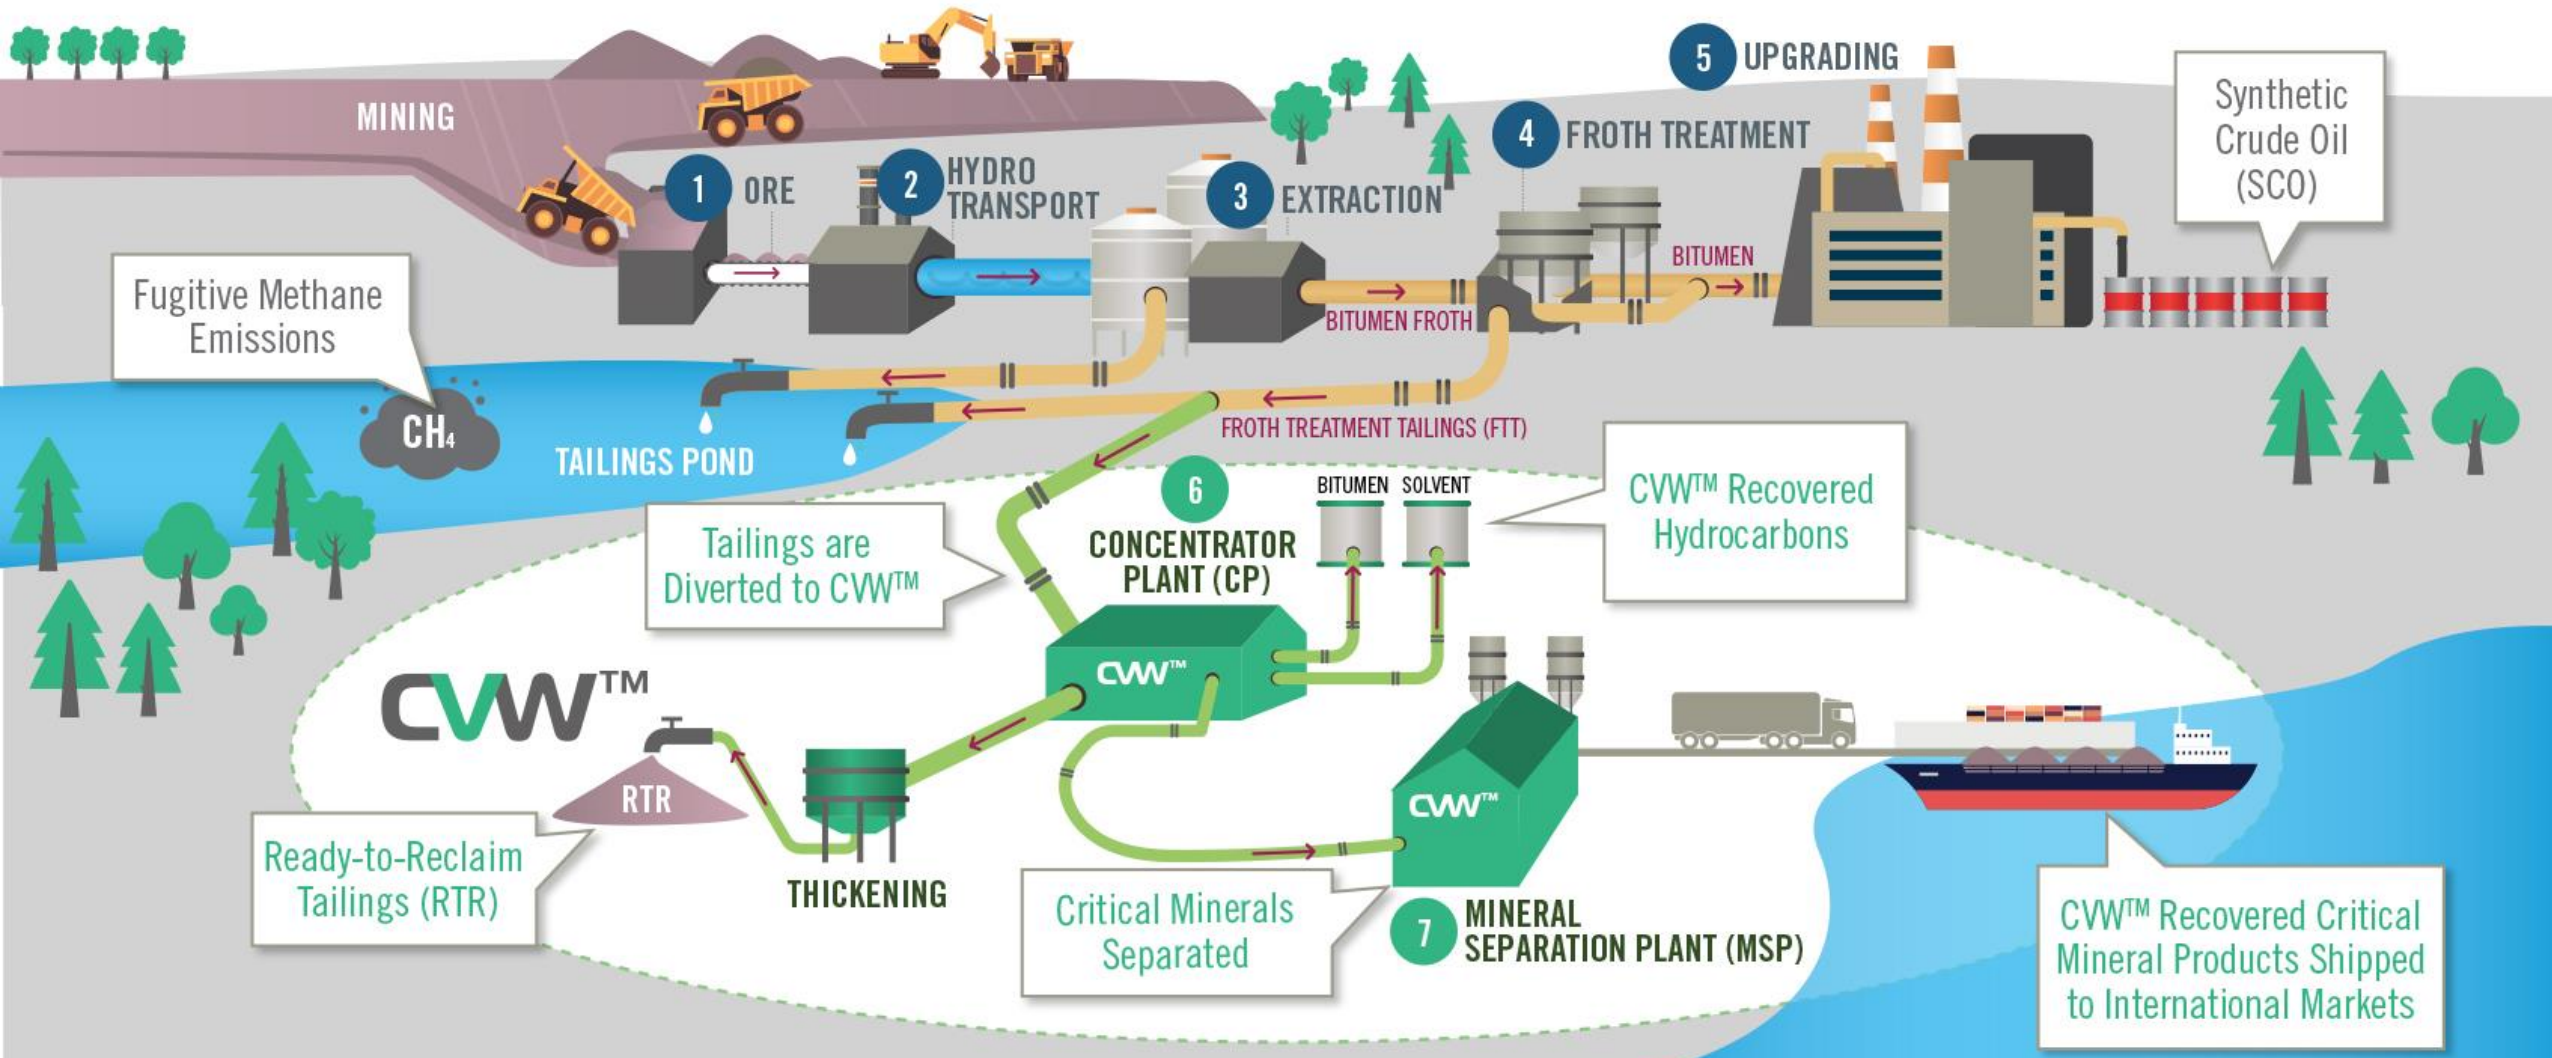 MINING
1 ORE
2 HYDRO
TRANSPORT
3 EXTRACTION
4 FROTH TREATMENT
5 UPGRADING
Synthetic
Crude Oil
(SCO)
BITUMEN
BITUMEN FROTH
Fugitive Methane
Emissions
CH₄
TAILINGS POND
FROTH TREATMENT TAILINGS (FTT)
Tailings are
Diverted to CVW™
6
CONCENTRATOR
PLANT (CP)
BITUMEN SOLVENT
CVW™ Recovered
Hydrocarbons
CVW™
CVW™
RTR
Ready-to-Reclaim
Tailings (RTR)
THICKENING
CVW™
Critical Minerals
Separated
7 MINERAL
SEPARATION PLANT (MSP)
CVW™ Recovered Critical
Mineral Products Shipped
to International Markets